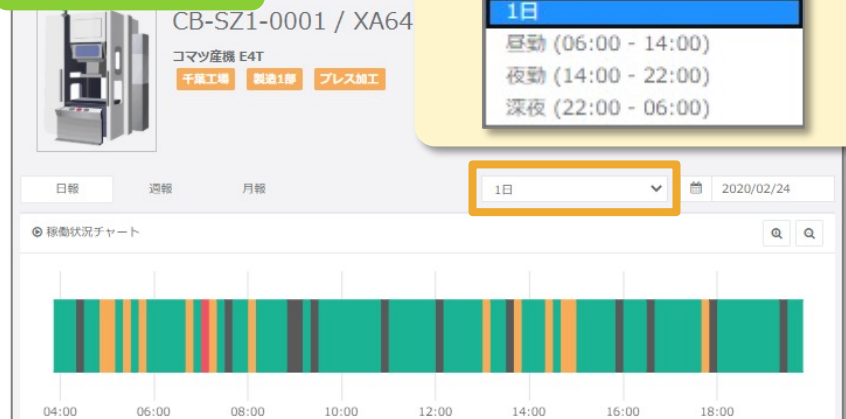 CB-SZ1-0001 / XA64
コマツ産機 E4T
千葉工場 製造1部 プレス加工
1日
昼勤 (06:00 - 14:00)
夜勤 (14:00 - 22:00)
深夜 (22:00 - 06:00)
日報 週報 月報 1日 2020/02/24
稼働状況チャート
04:00 06:00 08:00 10:00 12:00 14:00 16:00 18:00